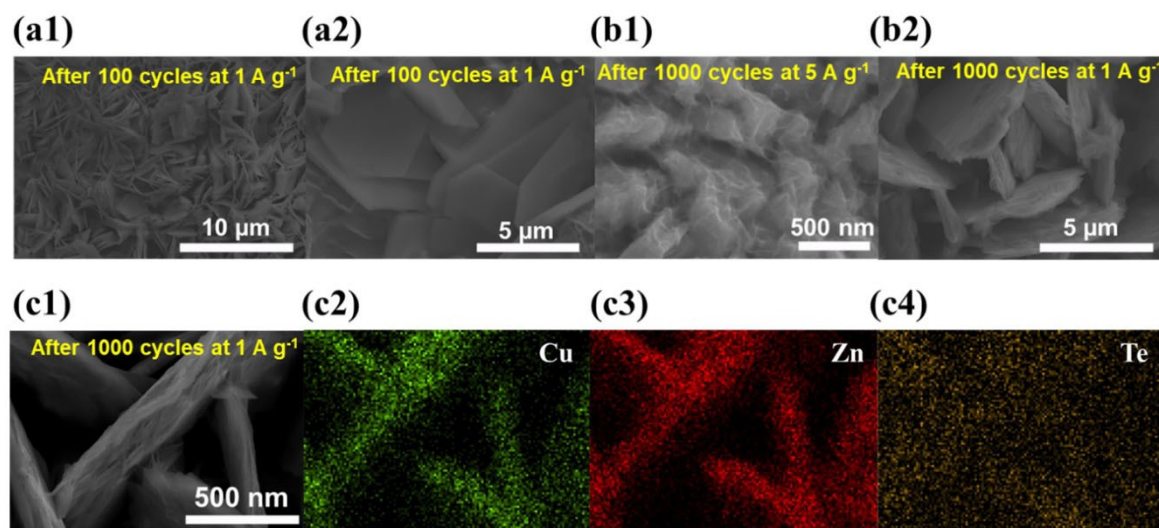 (a1)
(a2)
(b1)
(b2)
After 100 cycles at 1 A g⁻¹
After 100 cycles at 1 A g⁻¹
After 1000 cycles at 5 A g⁻¹
After 1000 cycles at 1 A g⁻¹
10 µm
5 µm
500 nm
5 µm
(c1)
(c2)
(c3)
(c4)
After 1000 cycles at 1 A g⁻¹
Cu
Zn
Te
500 nm